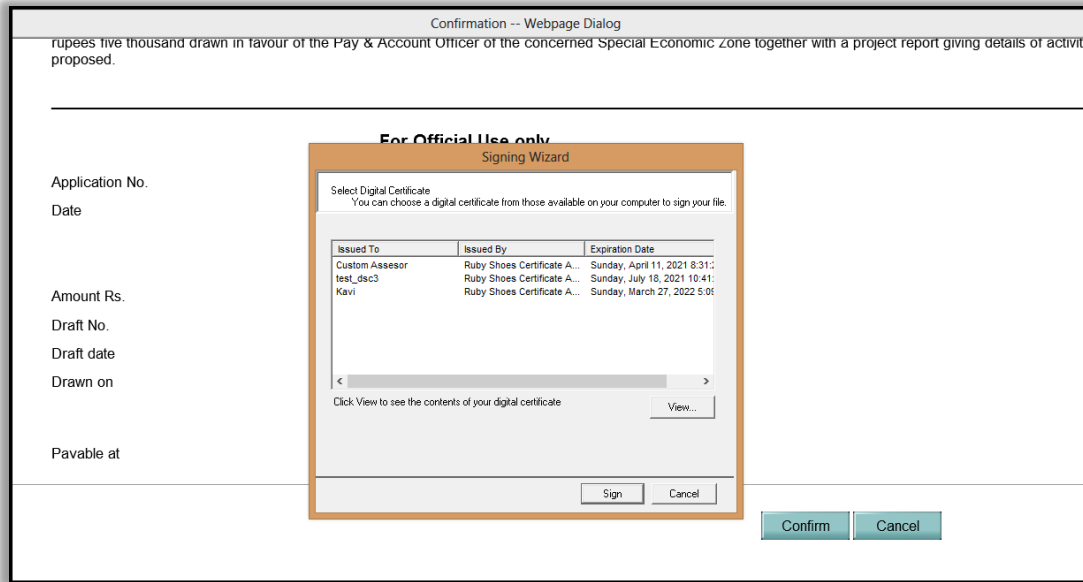 Confirmation -- Webpage Dialog
rupees five thousand drawn in favour of the Pay & Account Officer of the concerned Special Economic Zone together with a project report giving details of activit
proposed.
For Official Use only
Signing Wizard
Application No.
Select Digital Certificate
You can choose a digital certificate from those available on your computer to sign your file.
Date
Issued To Issued By Expiration Date
Custom Assesor Ruby Shoes Certificate A... Sunday, April 11, 2021 8:31:
test_dsc3 Ruby Shoes Certificate A... Sunday, July 18, 2021 10:41:
Kavi Ruby Shoes Certificate A... Sunday, March 27, 2022 5:09
Amount Rs.
Draft No.
Draft date
Drawn on
Click View to see the contents of your digital certificate View...
Payable at
Sign Cancel
Confirm Cancel